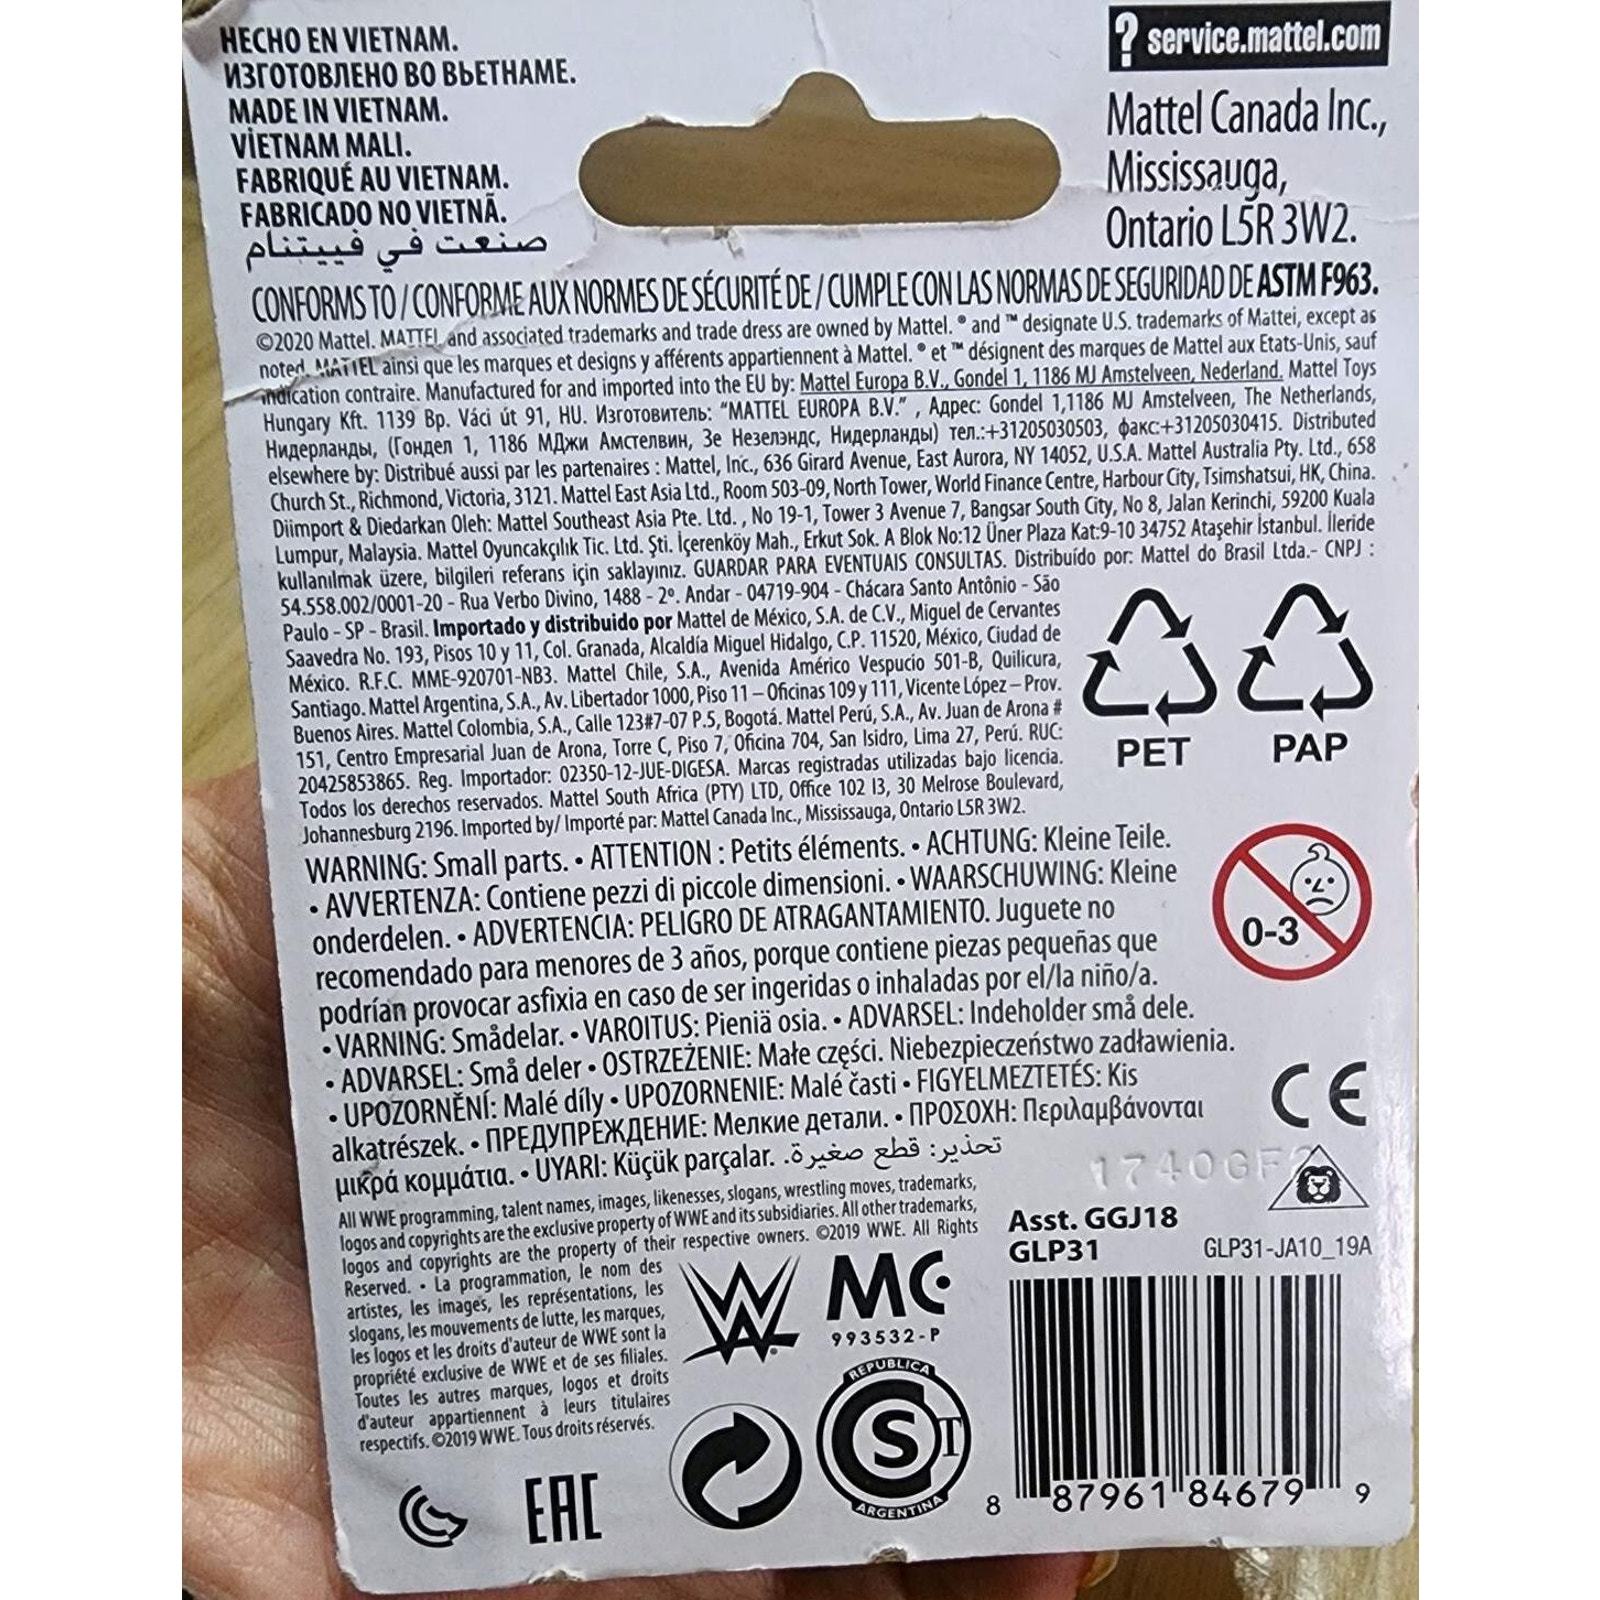 HECHO EN VIETNAM.
ИЗГОТОВЛЕНО ВО ВЬЕТНАМЕ.
MADE IN VIETNAM.
VİETNAM MALI.
FABRIQUÉ AU VIETNAM.
FABRICADO NO VIETNÃ.
صنعت في فييتنام
? service.mattel.com
Mattel Canada Inc.,
Mississauga,
Ontario L5R 3W2.
CONFORMS TO / CONFORME AUX NORMES DE SÉCURITÉ DE / CUMPLE CON LAS NORMAS DE SEGURIDAD DE ASTM F963.
©2020 Mattel. MATTEL and associated trademarks and trade dress are owned by Mattel. ® and ™ designate U.S. trademarks of Mattel, except as
noted. MATTEL ainsi que les marques et designs y afférents appartiennent à Mattel. ® et ™ désignent des marques de Mattel aux États-Unis, sauf
indication contraire. Manufactured for and imported into the EU by: Mattel Europa B.V., Gondel 1, 1186 MJ Amstelveen, Nederland. Mattel Toys
Hungary Kft. 1139 Bp. Váci út 91, HU. Изготовитель: "MATTEL EUROPA B.V." , Адрес: Gondel 1,1186 MJ Amstelveen, The Netherlands,
Нидерланды, (Гондел 1, 1186 МДжи Амстелвин, Зе Незелэндс, Нидерланды) тел.:+31205030503, факс:+31205030415. Distributed
elsewhere by: Distribué aussi par les partenaires : Mattel, Inc., 636 Girard Avenue, East Aurora, NY 14052, U.S.A. Mattel Australia Pty. Ltd., 658
Church St., Richmond, Victoria, 3121. Mattel East Asia Ltd., Room 503-09, North Tower, World Finance Centre, Harbour City, Tsimshatsui, HK, China.
Diimport & Diedarkan Oleh: Mattel Southeast Asia Pte. Ltd. , No 19-1, Tower 3 Avenue 7, Bangsar South City, No 8, Jalan Kerinchi, 59200 Kuala
Lumpur, Malaysia. Mattel Oyuncakçılık Tic. Ltd. Şti. İçerenköy Mah., Erkut Sok. A Blok No:12 Üner Plaza Kat:9-10 34752 Ataşehir İstanbul. İleride
kullanılmak üzere, bilgileri referans için saklayınız. GUARDAR PARA EVENTUAIS CONSULTAS. Distribuído por: Mattel do Brasil Ltda.- CNPJ :
54.558.002/0001-20 - Rua Verbo Divino, 1488 - 2º. Andar - 04719-904 - Chácara Santo Antônio - São
Paulo - SP - Brasil. Importado y distribuido por Mattel de México, S.A. de C.V., Miguel de Cervantes
Saavedra No. 193, Pisos 10 y 11, Col. Granada, Alcaldía Miguel Hidalgo, C.P. 11520, México, Ciudad de
México. R.F.C. MME-920701-NB3. Mattel Chile, S.A., Avenida Américo Vespucio 501-B, Quilicura,
Santiago. Mattel Argentina, S.A., Av. Libertador 1000, Piso 11 – Oficinas 109 y 111, Vicente López – Prov.
Buenos Aires. Mattel Colombia, S.A., Calle 123#7-07 P.5, Bogotá. Mattel Perú, S.A., Av. Juan de Arona #
151, Centro Empresarial Juan de Arona, Torre C, Piso 7, Oficina 704, San Isidro, Lima 27, Perú. RUC:
20425853865. Reg. Importador: 02350-12-JUE-DIGESA. Marcas registradas utilizadas bajo licencia.
Todos los derechos reservados. Mattel South Africa (PTY) LTD, Office 102 I3, 30 Melrose Boulevard,
Johannesburg 2196. Imported by/ Importé par: Mattel Canada Inc., Mississauga, Ontario L5R 3W2.
PET
PAP
WARNING: Small parts. • ATTENTION : Petits éléments. • ACHTUNG: Kleine Teile.
• AVVERTENZA: Contiene pezzi di piccole dimensioni. • WAARSCHUWING: Kleine
onderdelen. • ADVERTENCIA: PELIGRO DE ATRAGANTAMIENTO. Juguete no
recomendado para menores de 3 años, porque contiene piezas pequeñas que
podrían provocar asfixia en caso de ser ingeridas o inhaladas por el/la niño/a.
• VARNING: Smådelar. • VAROITUS: Pieniä osia. • ADVARSEL: Indeholder små dele.
• ADVARSEL: Små deler • OSTRZEŻENIE: Małe części. Niebezpieczeństwo zadławienia.
• UPOZORNĚNÍ: Malé díly • UPOZORNENIE: Malé časti • FIGYELMEZTETÉS: Kis
alkatrészek. • ПРЕДУПРЕЖДЕНИЕ: Мелкие детали. • ΠΡΟΣΟΧΗ: Περιλαμβάνονται
μικρά κομμάτια. • UYARI: Küçük parçalar. تحذير: قطع صغيرة.
0-3
CE
1740GF
All WWE programming, talent names, images, likenesses, slogans, wrestling moves, trademarks,
logos and copyrights are the exclusive property of WWE and its subsidiaries. All other trademarks,
logos and copyrights are the property of their respective owners. ©2019 WWE. All Rights
Reserved. • La programmation, le nom des
artistes, les images, les représentations, les
slogans, les mouvements de lutte, les marques,
les logos et les droits d'auteur de WWE sont la
propriété exclusive de WWE et de ses filiales.
Toutes les autres marques, logos et droits
d'auteur appartiennent à leurs titulaires
respectifs. ©2019 WWE. Tous droits réservés.
W
MC
993532-P
REPUBLICA
S T
ARGENTINA
EAC
Asst. GGJ18
GLP31
GLP31-JA10_19A
8 87961 84679 9